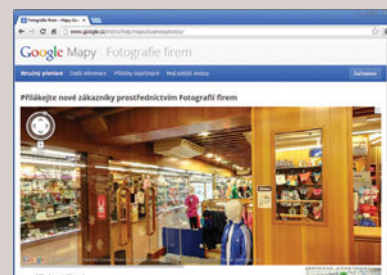 Fotografie firem – Mapy Go
www.google.cz/intl/cs/help/maps/businessphotos/
Google Mapy Fotografie firem
Stručný přehled Další informace Příběhy úspěšných Nejčastější dotazy Začínáme
Přilákejte nové zákazníky prostřednictvím Fotografií firem
Google